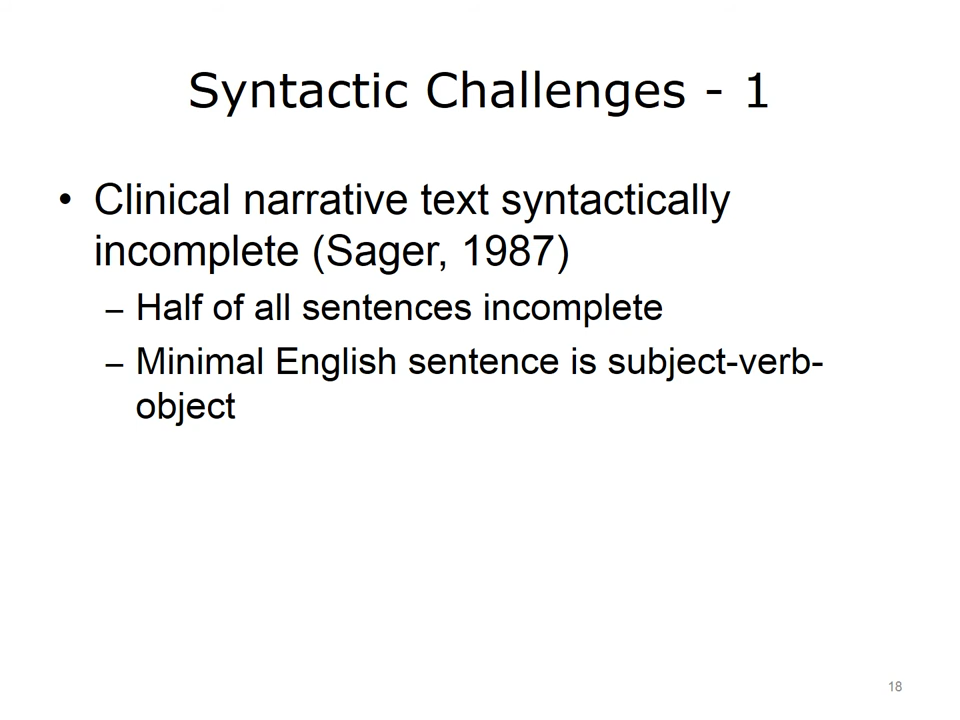 Syntactic Challenges - 1
• Clinical narrative text syntactically
incomplete (Sager, 1987)
– Half of all sentences incomplete
– Minimal English sentence is subject-verb-
object
18